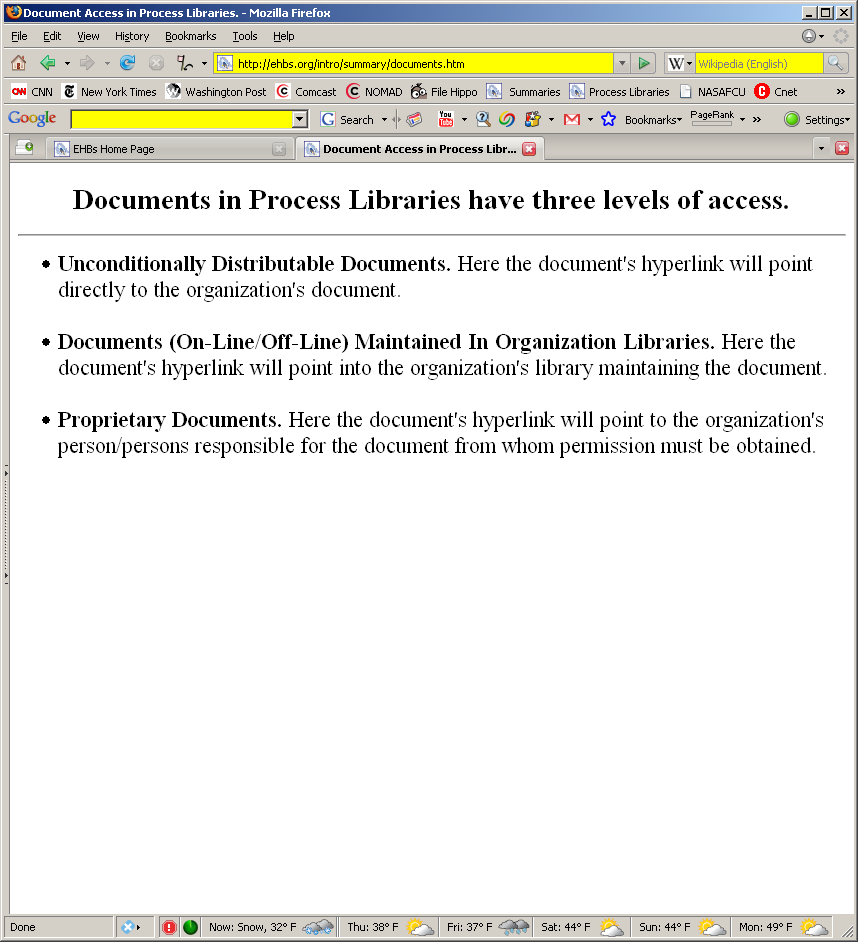 Document Access in Process Libraries. - Mozilla Firefox
File Edit View History Bookmarks Tools Help
http://ehbs.org/intro/summary/documents.htm W Wikipedia (English)
CNN CNN New York Times Washington Post Comcast NOMAD File Hippo Summaries Process Libraries NASAFCU Cnet »
Google G Search You Tube Bookmarks PageRank » Settings
EHBs Home Page Document Access in Process Libr...
Documents in Process Libraries have three levels of access.
• Unconditionally Distributable Documents. Here the document's hyperlink will point
directly to the organization's document.
• Documents (On-Line/Off-Line) Maintained In Organization Libraries. Here the
document's hyperlink will point into the organization's library maintaining the document.
• Proprietary Documents. Here the document's hyperlink will point to the organization's
person/persons responsible for the document from whom permission must be obtained.
Done Now: Snow, 32° F Thu: 38° F Fri: 37° F Sat: 44° F Sun: 44° F Mon: 49° F